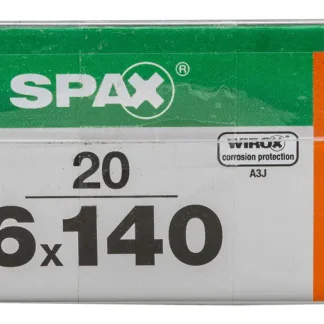 SPAX®
WIROX®
corrosion protection
A3J
20
6x140